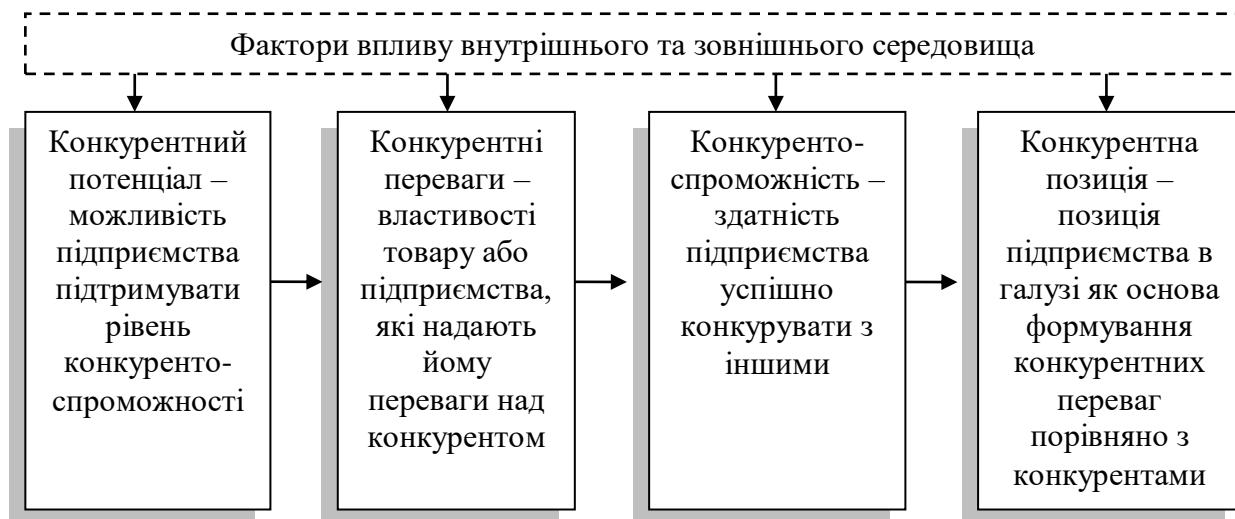 Фактори впливу внутрішнього та зовнішнього середовища
Конкурентний
потенціал –
можливість
підприємства
підтримувати
рівень
конкуренто-
спроможності
Конкурентні
переваги –
властивості
товару або
підприємства,
які надають
йому
переваги над
конкурентом
Конкуренто-
спроможність –
здатність
підприємства
успішно
конкурувати з
іншими
Конкурентна
позиція –
позиція
підприємства в
галузі як основа
формування
конкурентних
переваг
порівняно з
конкурентами